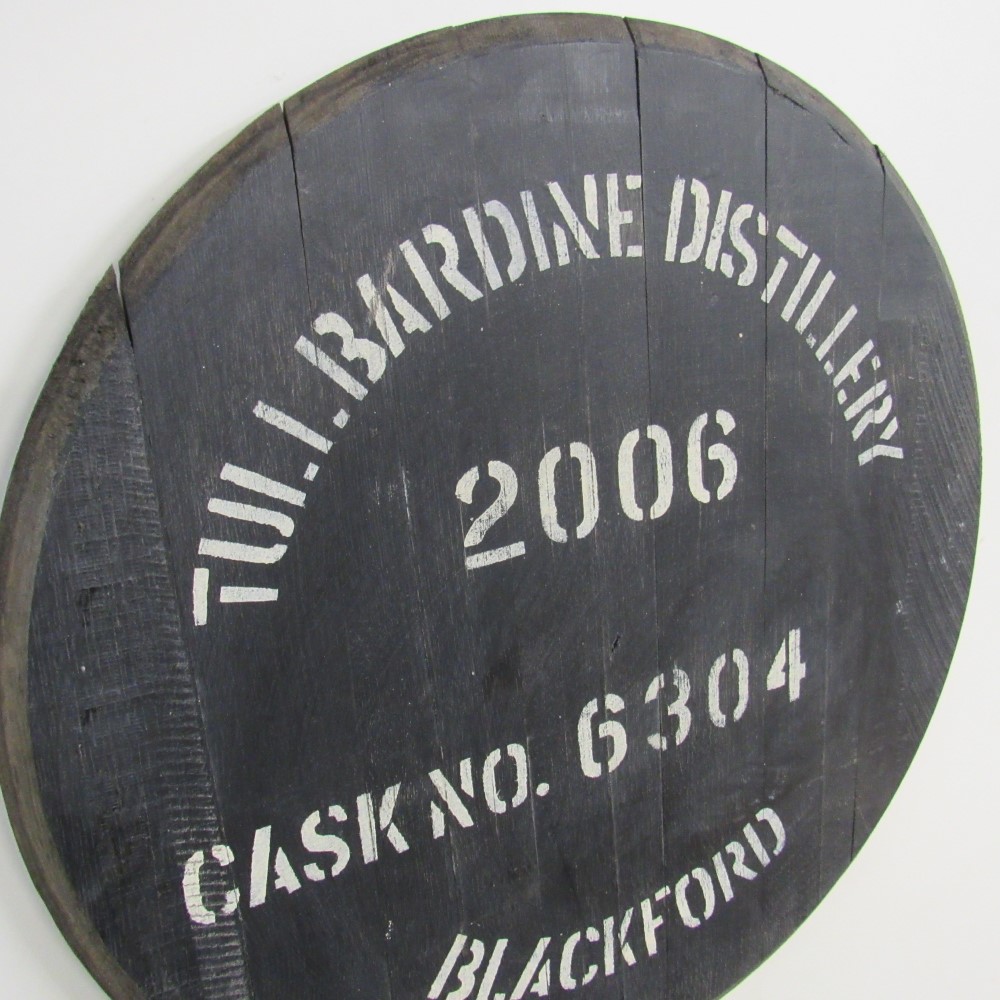 TULLIBARDINE DISTILLERY
2006
CASK NO. 6304
BLACKFORD